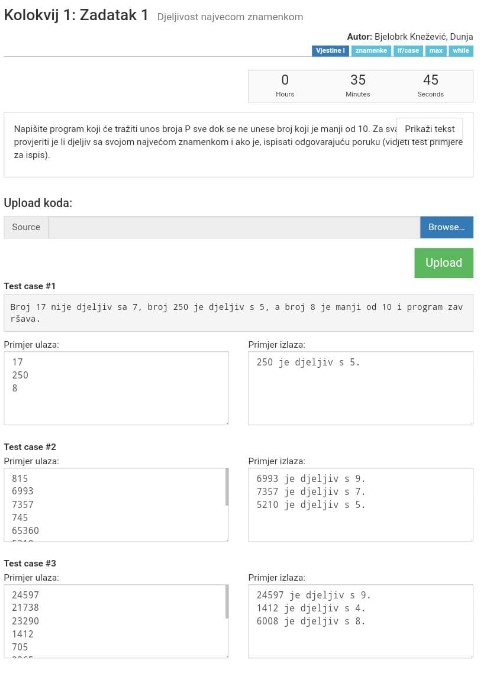 Kolokvij 1: Zadatak 1 Djeljivost najvecom znamenkom
Autor: Bjelobrk Knežević, Dunja
Vjestine I znamenke if/case max while
0 35 45
Hours Minutes Seconds
Napišite program koji će tražiti unos broja P sve dok se ne unese broj koji je manji od 10. Za sva Prikaži tekst
provjeriti je li djeljiv sa svojom najvećom znamenkom i ako je, ispisati odgovarajuću poruku (vidjeti test primjere
za ispis).
Upload koda:
Source Browse...
Upload
Test case #1
Broj 17 nije djeljiv sa 7, broj 250 je djeljiv s 5, a broj 8 je manji od 10 i program zav
ršava.
Primjer ulaza: Primjer izlaza:
17 250 je djeljiv s 5.
250
8
Test case #2
Primjer ulaza: Primjer izlaza:
815 6993 je djeljiv s 9.
6993 7357 je djeljiv s 7.
7357 5210 je djeljiv s 5.
745
65360
Test case #3
Primjer ulaza: Primjer izlaza:
24597 24597 je djeljiv s 9.
21738 1412 je djeljiv s 4.
23290 6008 je djeljiv s 8.
1412
705